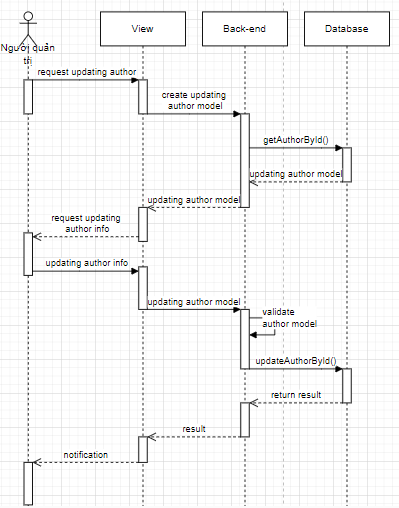 View
Back-end
Database
Người quản
trị
request updating author
create updating
author model
getAuthorById()
updating author model
updating author model
request updating
author info
updating author info
updating author model
validate
author model
updateAuthorById()
return result
result
notification